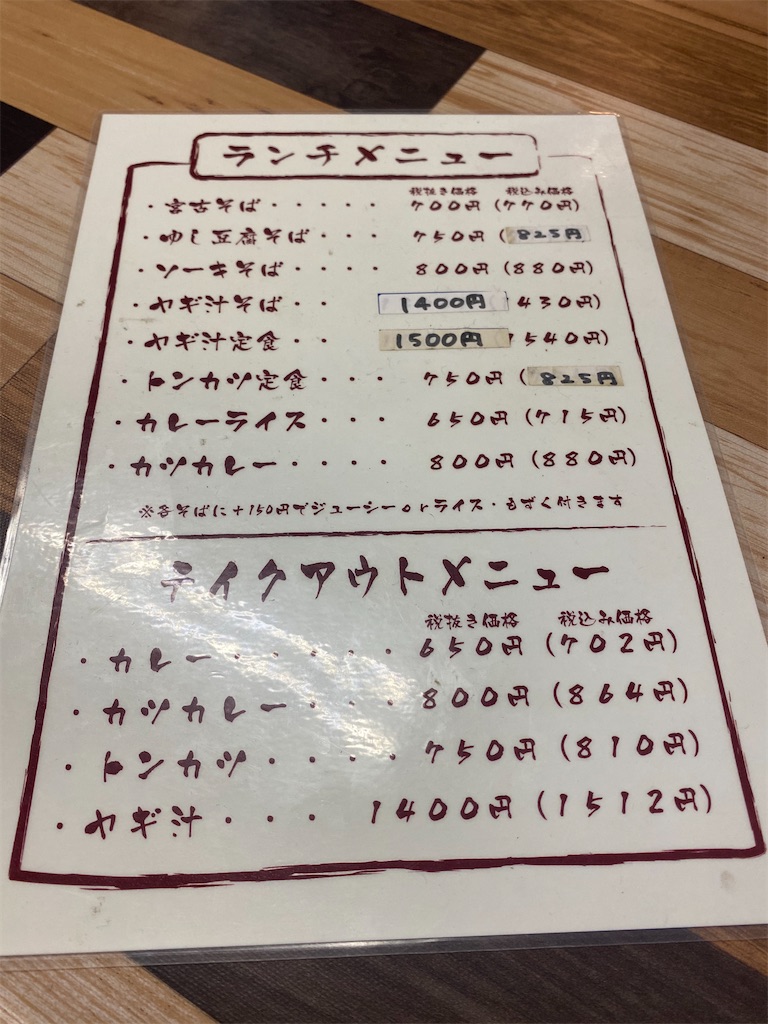 ランチメニュー
税抜き価格 税込み価格
・宮古そば・・・・・ 700円(770円)
・ゆし豆腐そば・・・ 750円(825円
・ソーキそば・・・・ 800円(880円)
・ヤギ汁そば・・ 1400円 430円)
・ヤギ汁定食・・ 1500円 540円)
・トンカツ定食・・・ 750円(825円
・カレーライス・・・ 650円(715円)
・カツカレー・・・・ 800円(880円)
※各そばに+150円でジューシーorライス・もずく付きます
テイクアウトメニュー
税抜き価格 税込み価格
・カレー・・・・・ 650円(702円)
・カツカレー・・・ 800円(864円)
・トンカツ・・・・ 750円(810円)
・ヤギ汁・・・ 1400円(1512円)